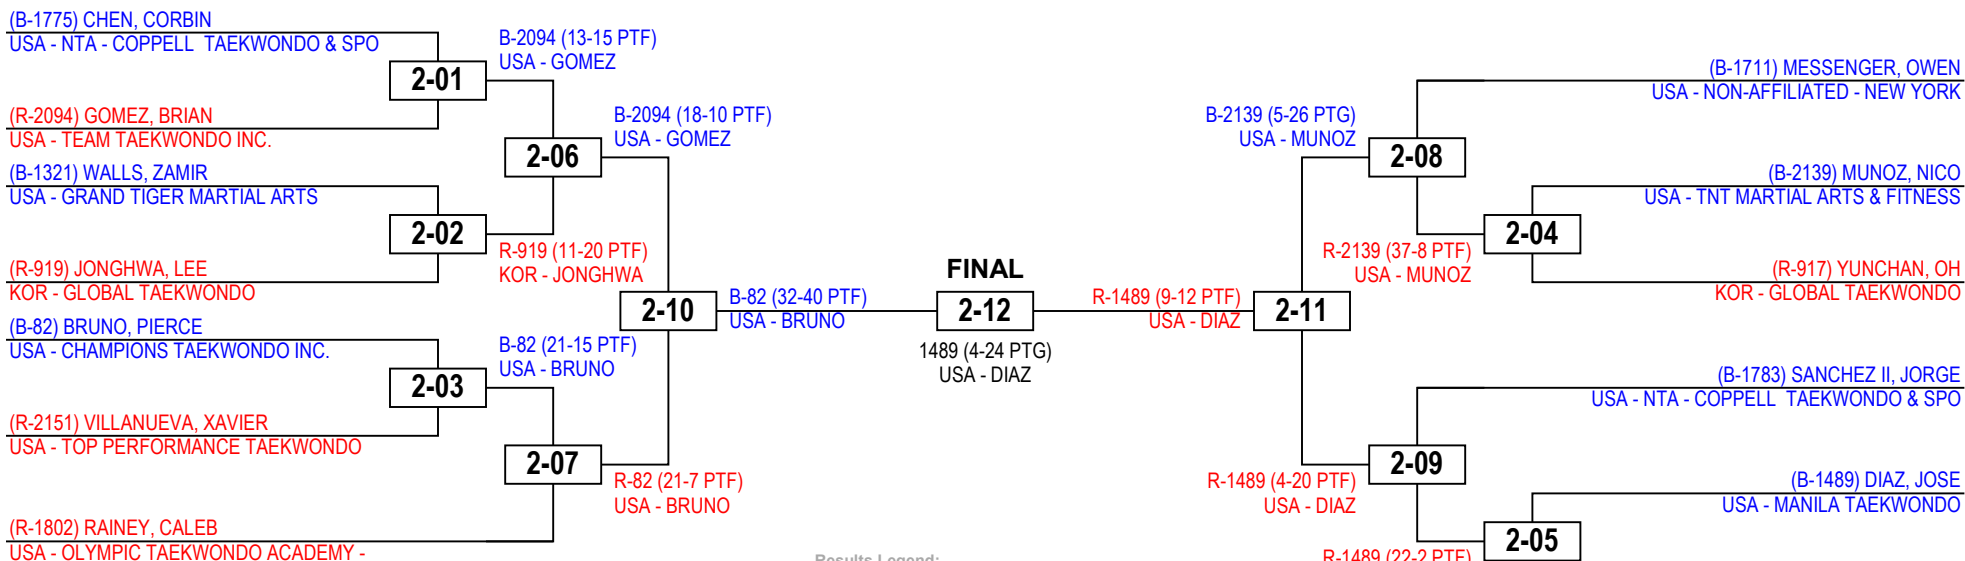 (B-1775) CHEN, CORBIN
USA - NTA - COPPELL  TAEKWONDO & SPO
2-01
(R-2094) GOMEZ, BRIAN
USA - TEAM TAEKWONDO INC.
(B-1321) WALLS, ZAMIR
USA - GRAND TIGER MARTIAL ARTS
2-02
(R-919) JONGHWA, LEE
KOR - GLOBAL TAEKWONDO
(B-82) BRUNO, PIERCE
USA - CHAMPIONS TAEKWONDO INC.
2-03
(R-2151) VILLANUEVA, XAVIER
USA - TOP PERFORMANCE TAEKWONDO
(R-1802) RAINEY, CALEB
USA - OLYMPIC TAEKWONDO ACADEMY -
B-2094 (13-15 PTF)
USA - GOMEZ
2-06
R-919 (11-20 PTF)
KOR - JONGHWA
B-82 (21-15 PTF)
USA - BRUNO
2-07
B-2094 (18-10 PTF)
USA - GOMEZ
2-10
R-82 (21-7 PTF)
USA - BRUNO
B-82 (32-40 PTF)
USA - BRUNO
FINAL
2-12
1489 (4-24 PTG)
USA - DIAZ
Results Legend:
R-1489 (9-12 PTF)
USA - DIAZ
B-2139 (5-26 PTG)
USA - MUNOZ
2-11
R-1489 (4-20 PTF)
USA - DIAZ
2-08
R-2139 (37-8 PTF)
USA - MUNOZ
2-09
R-1489 (22-2 PTF)
(B-1711) MESSENGER, OWEN
USA - NON-AFFILIATED - NEW YORK
(B-2139) MUNOZ, NICO
USA - TNT MARTIAL ARTS & FITNESS
2-04
(R-917) YUNCHAN, OH
KOR - GLOBAL TAEKWONDO
(B-1783) SANCHEZ II, JORGE
USA - NTA - COPPELL  TAEKWONDO & SPO
(B-1489) DIAZ, JOSE
USA - MANILA TAEKWONDO
2-05